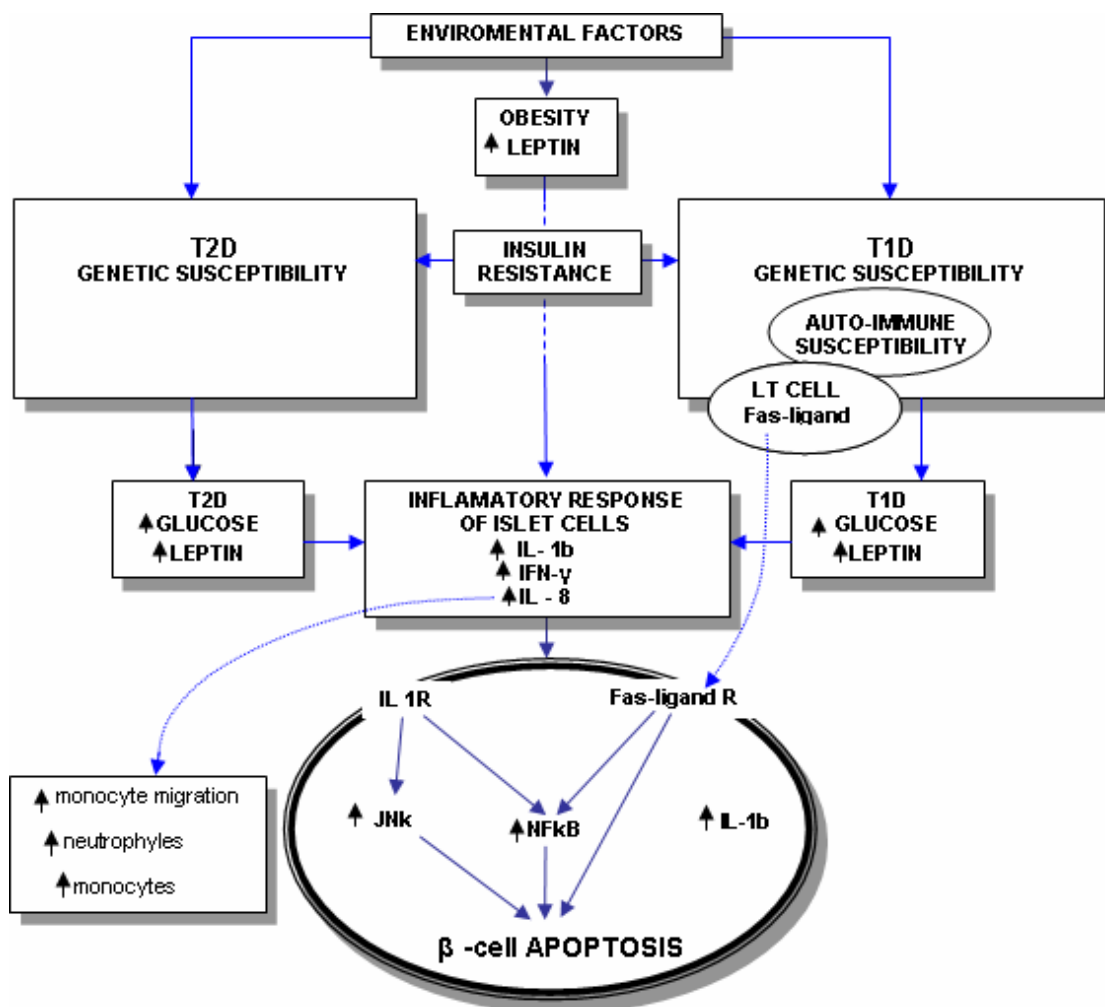 ENVIROMENTAL FACTORS
OBESITY
LEPTIN
T2D
GENETIC SUSCEPTIBILITY
INSULIN
RESISTANCE
T1D
GENETIC SUSCEPTIBILITY
AUTO-IMMUNE
SUSCEPTIBILITY
LT CELL
Fas-ligand
T2D
GLUCOSE
LEPTIN
INFLAMATORY RESPONSE
OF ISLET CELLS
IL- 1b
IFN-γ
IL - 8
T1D
GLUCOSE
LEPTIN
IL 1R
Fas-ligand R
JNk
NFkB
IL-1b
β -cell APOPTOSIS
monocyte migration
neutrophyles
monocytes